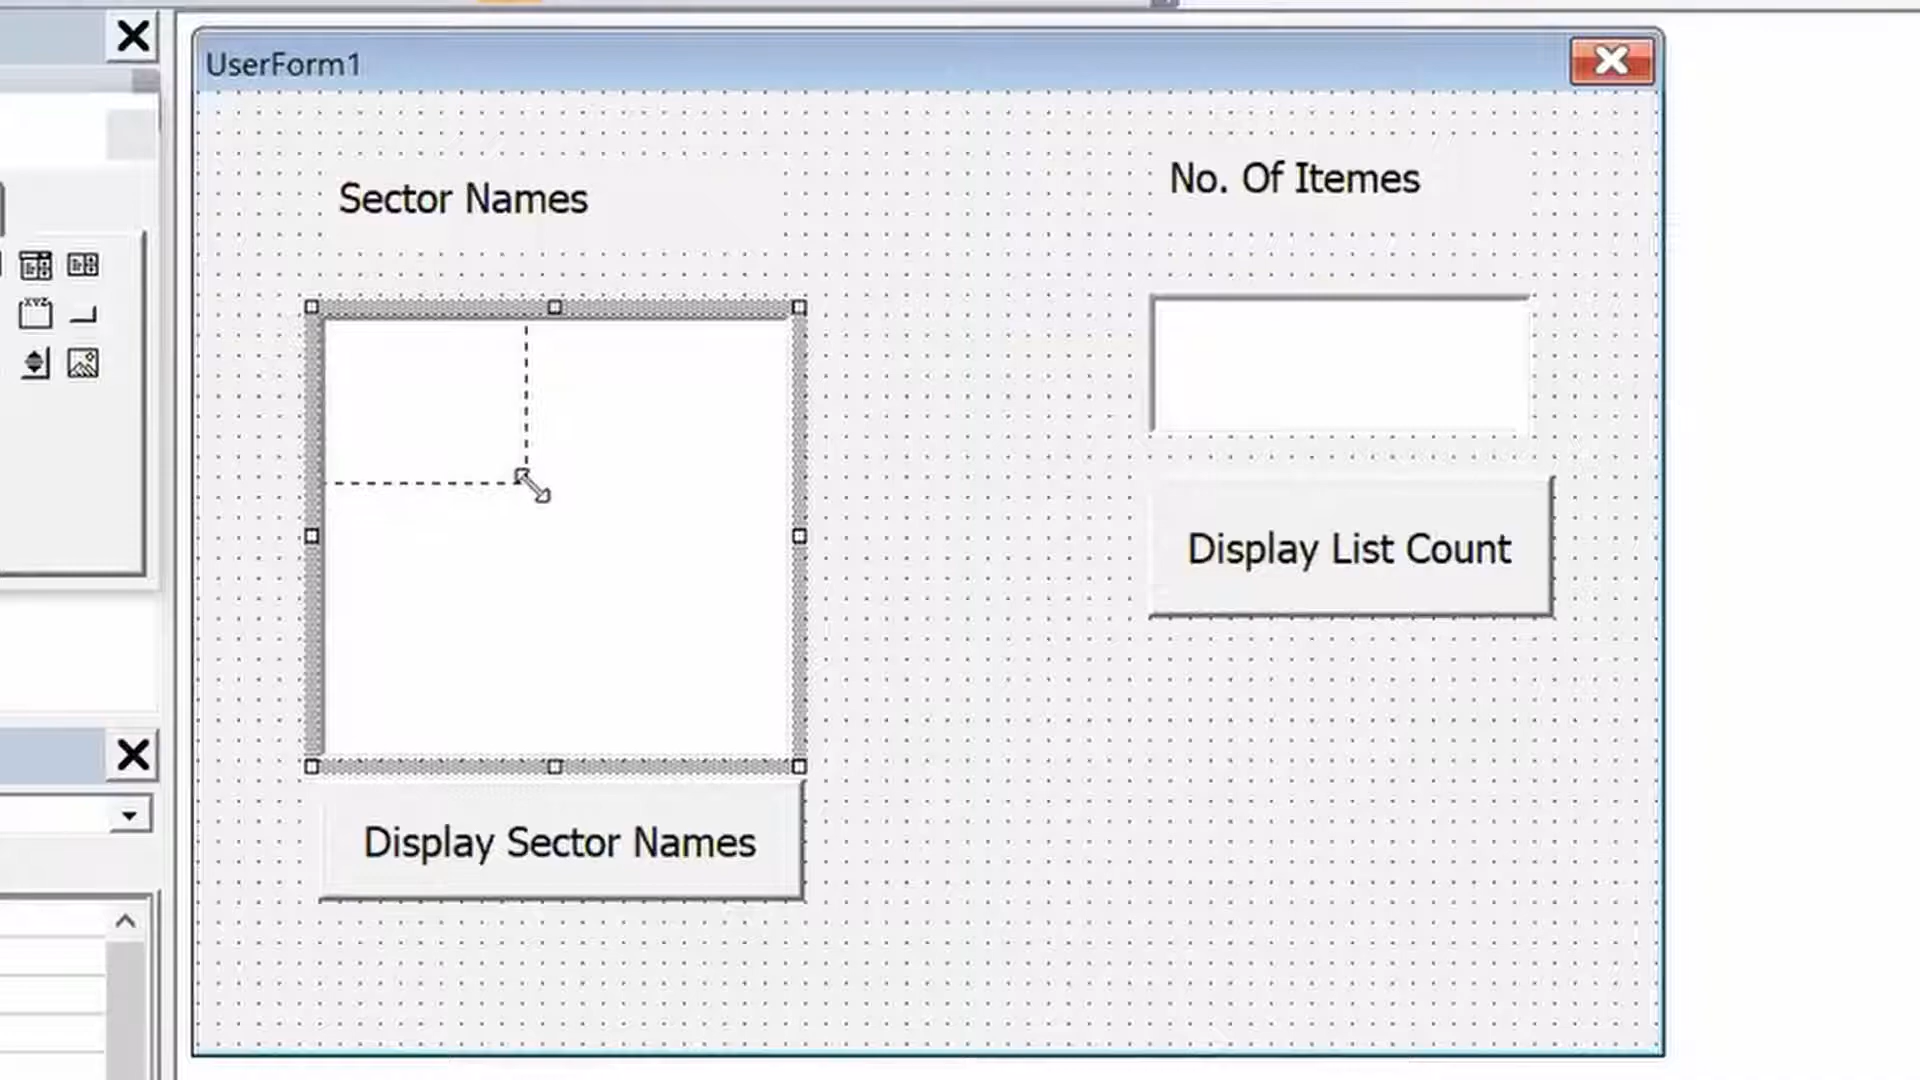 UserForm1
Sector Names
No. Of Itemes
Display List Count
Display Sector Names